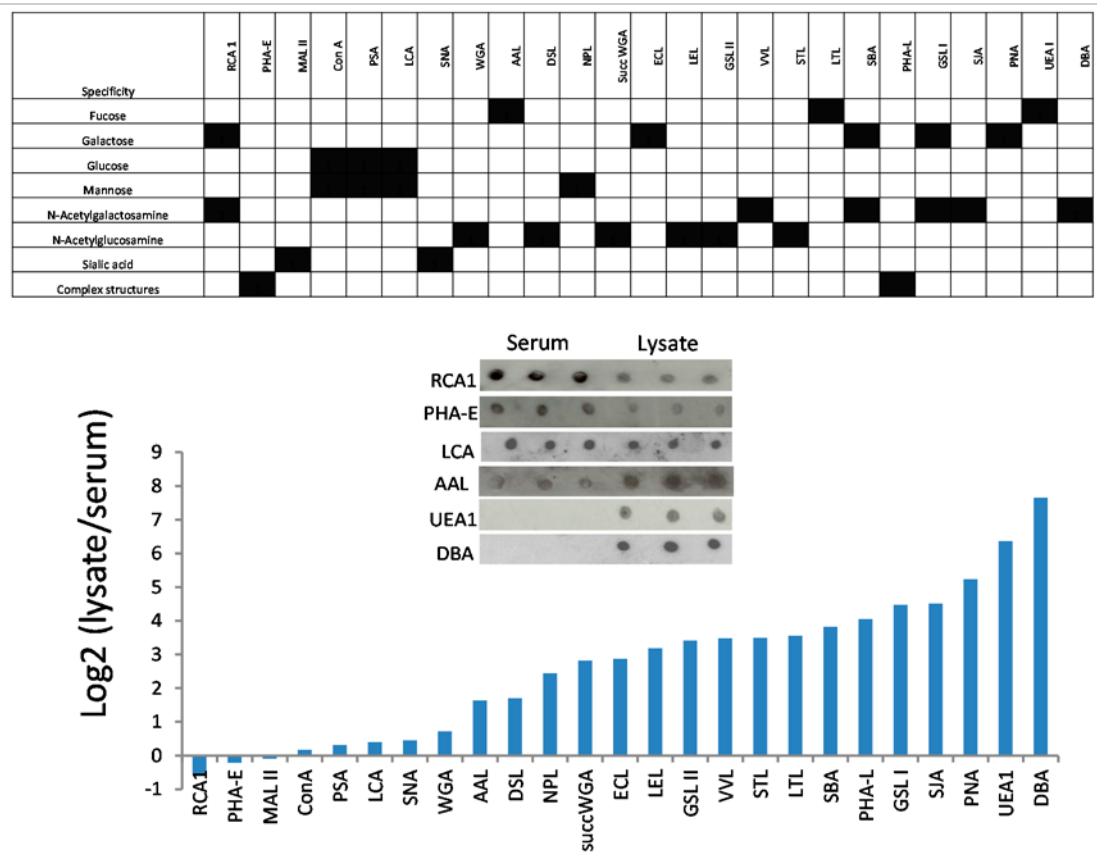 RCA 1 PHA-E MAL II Con A PSA LCA SNA WGA AAL DSL NPL Succ WGA ECL LEL GSL II VVL STL LTL SBA PHA-L GSL I SJA PNA UEA I DBA
Specificity
Fucose
Galactose
Glucose
Mannose
N-Acetylgalactosamine
N-Acetylglucosamine
Sialic acid
Complex structures
Serum Lysate
RCA1
PHA-E
LCA
AAL
UEA1
DBA
Log2 (lysate/serum)
9
8
7
6
5
4
3
2
1
0
-1
RCA1 PHA-E MAL II ConA PSA LCA SNA WGA AAL DSL NPL succWGA ECL LEL GSL II VVL STL LTL SBA PHA-L GSL I SJA PNA UEA1 DBA